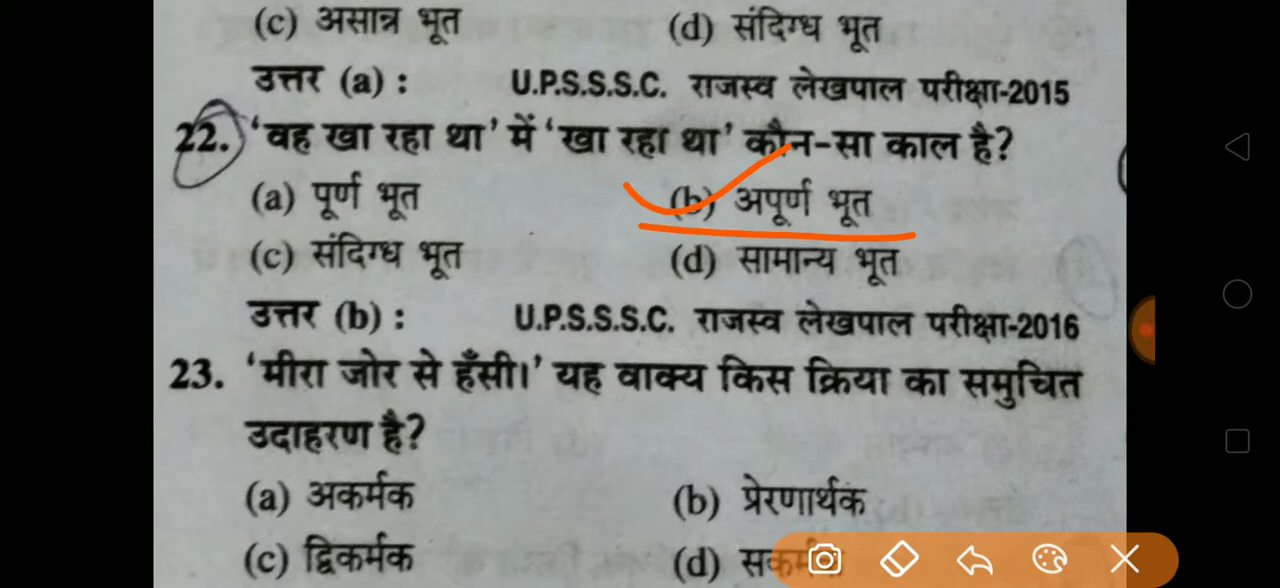 (c) असान्न भूत (d) संदिग्ध भूत
उत्तर (a) : U.P.S.S.S.C. राजस्व लेखपाल परीक्षा-2015
22. 'वह खा रहा था' में 'खा रहा था' कौन-सा काल है?
(a) पूर्ण भूत (b) अपूर्ण भूत
(c) संदिग्ध भूत (d) सामान्य भूत
उत्तर (b) : U.P.S.S.S.C. राजस्व लेखपाल परीक्षा-2016
23. 'मीरा जोर से हँसी।' यह वाक्य किस क्रिया का समुचित
उदाहरण है?
(a) अकर्मक (b) प्रेरणार्थक
(c) द्विकर्मक (d)